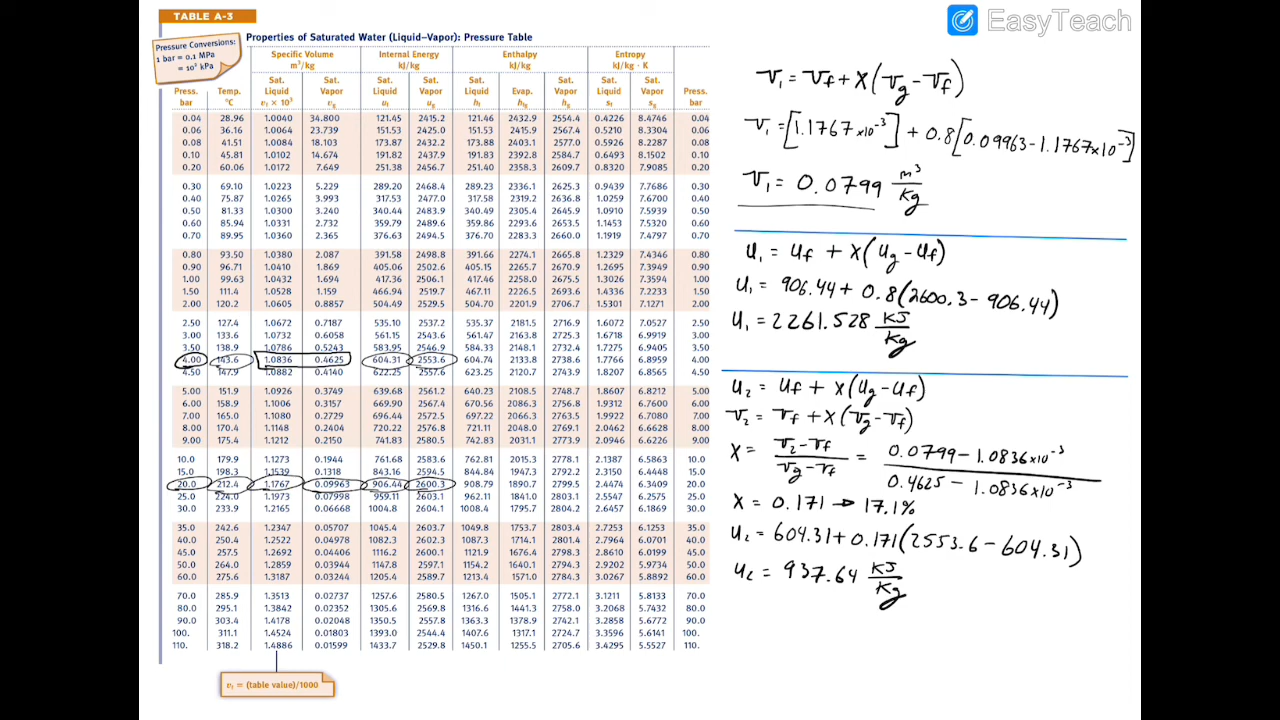 TABLE A-3
EasyTeach
Properties of Saturated Water (Liquid–Vapor): Pressure Table
Pressure Conversions:
1 bar = 0.1 MPa
= 10² kPa
Specific Volume Internal Energy Enthalpy Entropy
m³/kg kJ/kg kJ/kg kJ/kg · K
Sat. Sat. Sat. Sat. Sat. Sat. Sat. Sat.
Press. Temp. Liquid Vapor Liquid Vapor Liquid Evap. Vapor Liquid Vapor Press.
bar °C vf × 10³ vg uf ug hf hfg hg sf sg bar
0.04 28.96 1.0040 34.800 121.45 2415.2 121.46 2432.9 2554.4 0.4226 8.4746 0.04
0.06 36.16 1.0064 23.739 151.53 2425.0 151.53 2415.9 2567.4 0.5210 8.3304 0.06
0.08 41.51 1.0084 18.103 173.87 2432.2 173.88 2403.1 2577.0 0.5926 8.2287 0.08
0.10 45.81 1.0102 14.674 191.82 2437.9 191.83 2392.8 2584.7 0.6493 8.1502 0.10
0.20 60.06 1.0172 7.649 251.38 2456.7 251.40 2358.3 2609.7 0.8320 7.9085 0.20
0.30 69.10 1.0223 5.229 289.20 2468.4 289.23 2336.1 2625.3 0.9439 7.7686 0.30
0.40 75.87 1.0265 3.993 317.53 2477.0 317.58 2319.2 2636.8 1.0259 7.6700 0.40
0.50 81.33 1.0300 3.240 340.44 2483.9 340.49 2305.4 2645.9 1.0910 7.5939 0.50
0.60 85.94 1.0331 2.732 359.79 2489.6 359.86 2293.6 2653.5 1.1453 7.5320 0.60
0.70 89.95 1.0360 2.365 376.63 2494.5 376.70 2283.3 2660.0 1.1919 7.4797 0.70
0.80 93.50 1.0380 2.087 391.58 2498.8 391.66 2274.1 2665.8 1.2329 7.4346 0.80
0.90 96.71 1.0410 1.869 405.06 2502.6 405.15 2265.7 2670.9 1.2695 7.3949 0.90
1.00 99.63 1.0432 1.694 417.36 2506.1 417.46 2258.0 2675.5 1.3026 7.3594 1.00
1.50 111.4 1.0528 1.159 466.94 2519.7 467.11 2226.5 2693.6 1.4336 7.2233 1.50
2.00 120.2 1.0605 0.8857 504.49 2529.5 504.70 2201.9 2706.7 1.5301 7.1271 2.00
2.50 127.4 1.0672 0.7187 535.10 2537.2 535.37 2181.5 2716.9 1.6072 7.0527 2.50
3.00 133.6 1.0732 0.6058 561.15 2543.6 561.47 2163.8 2725.3 1.6718 6.9919 3.00
3.50 138.9 1.0786 0.5243 583.95 2546.9 584.33 2148.1 2732.4 1.7275 6.9405 3.50
4.00 143.6 1.0836 0.4625 604.31 2553.6 604.74 2133.8 2738.6 1.7766 6.8959 4.00
4.50 147.9 1.0882 0.4140 622.25 2557.6 623.25 2120.7 2743.9 1.8207 6.8565 4.50
5.00 151.9 1.0926 0.3749 639.68 2561.2 640.23 2108.5 2748.7 1.8607 6.8212 5.00
6.00 158.9 1.1006 0.3157 669.90 2567.4 670.56 2086.3 2756.8 1.9312 6.7600 6.00
7.00 165.0 1.1080 0.2729 696.44 2572.5 697.22 2066.3 2763.5 1.9922 6.7080 7.00
8.00 170.4 1.1148 0.2404 720.22 2576.8 721.11 2048.0 2769.1 2.0462 6.6628 8.00
9.00 175.4 1.1212 0.2150 741.83 2580.5 742.83 2031.1 2773.9 2.0946 6.6226 9.00
10.0 179.9 1.1273 0.1944 761.68 2583.6 762.81 2015.3 2778.1 2.1387 6.5863 10.0
15.0 198.3 1.1539 0.1318 843.16 2594.5 844.84 1947.3 2792.2 2.3150 6.4448 15.0
20.0 212.4 1.1767 0.09963 906.44 2600.3 908.79 1890.7 2799.5 2.4474 6.3409 20.0
25.0 224.0 1.1973 0.07998 959.11 2603.1 962.11 1841.0 2803.1 2.5547 6.2575 25.0
30.0 233.9 1.2165 0.06668 1004.8 2604.1 1008.4 1795.7 2804.2 2.6457 6.1869 30.0
35.0 242.6 1.2347 0.05707 1045.4 2603.7 1049.8 1753.7 2803.4 2.7253 6.1253 35.0
40.0 250.4 1.2522 0.04978 1082.3 2602.3 1087.3 1714.1 2801.4 2.7964 6.0701 40.0
45.0 257.5 1.2692 0.04406 1116.2 2600.1 1121.9 1676.4 2798.3 2.8610 6.0199 45.0
50.0 264.0 1.2859 0.03944 1147.8 2597.1 1154.2 1640.1 2794.3 2.9202 5.9734 50.0
60.0 275.6 1.3187 0.03244 1205.4 2589.7 1213.4 1571.0 2784.3 3.0267 5.8892 60.0
70.0 285.9 1.3513 0.02737 1257.6 2580.5 1267.0 1505.1 2772.1 3.1211 5.8133 70.0
80.0 295.1 1.3842 0.02352 1305.6 2569.8 1316.6 1441.3 2758.0 3.2068 5.7432 80.0
90.0 303.4 1.4178 0.02048 1350.5 2557.8 1363.3 1378.9 2742.1 3.2858 5.6772 90.0
100. 311.1 1.4524 0.01803 1393.0 2544.4 1407.6 1317.1 2724.7 3.3596 5.6141 100.
110. 318.2 1.4886 0.01599 1433.7 2529.8 1450.1 1255.5 2705.6 3.4295 5.5527 110.
vf = (table value)/1000
v₁ = vf + x(vg − vf)
v₁ = [1.1767×10⁻³] + 0.8[0.09963 − 1.1767×10⁻³]
v₁ = 0.0799 m³/kg
u₁ = uf + x(ug − uf)
u₁ = 906.44 + 0.8(2600.3 − 906.44)
u₁ = 2261.528 kJ/kg
u₂ = uf + x(ug − uf)
v₂ = vf + x(vg − vf)
x = v₂ − vf / vg − vf = 0.0799 − 1.0836×10⁻³ / 0.4625 − 1.0836×10⁻³
x = 0.171 → 17.1%
u₂ = 604.31 + 0.171(2553.6 − 604.31)
u₂ = 937.64 kJ/kg